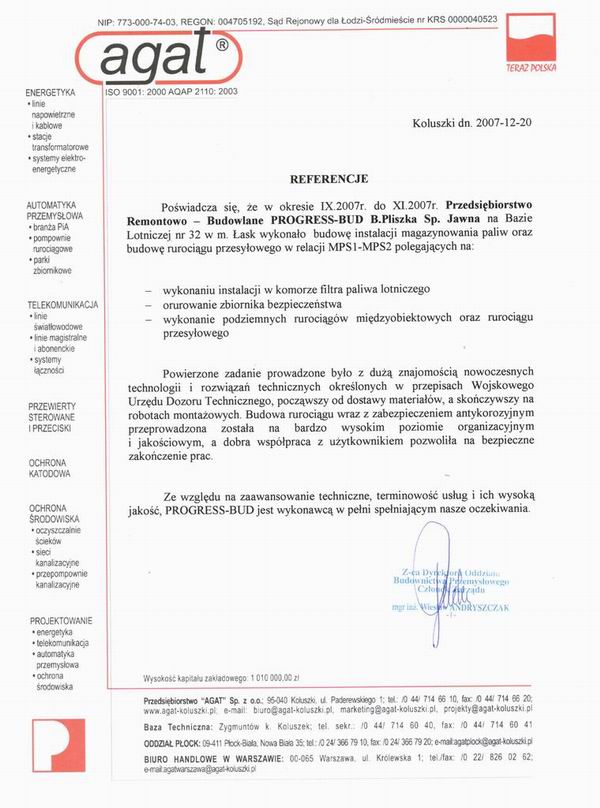 NIP: 773-000-74-03, REGON: 004705192, Sąd Rejonowy dla Łodzi-Śródmieście nr KRS 0000040523
agat®
ISO 9001: 2000 AQAP 2110: 2003
TERAZ POLSKA
ENERGETYKA
• linie
napowietrzne
i kablowe
• stacje
transformatorowe
• systemy elektro-
energetyczne
AUTOMATYKA
PRZEMYSŁOWA
• branża PiA
• pompownie
rurociągowe
• parki
zbiornikowe
TELEKOMUNIKACJA
• linie
światłowodowe
• linie magistralne
i abonenckie
• systemy
łączności
PRZEWIERTY
STEROWANE
I PRZECISKI
OCHRONA
KATODOWA
OCHRONA
ŚRODOWISKA
• oczyszczalnie
ścieków
• sieci
kanalizacyjne
• przepompownie
kanalizacyjne
PROJEKTOWANIE
• energetyka
• telekomunikacja
• automatyka
przemysłowa
• ochrona
środowiska
Koluszki dn. 2007-12-20
REFERENCJE
Poświadcza się, że w okresie IX.2007r. do XI.2007r. Przedsiębiorstwo
Remontowo – Budowlane PROGRESS-BUD B.Pliszka Sp. Jawna na Bazie
Lotniczej nr 32 w m. Łask wykonało budowę instalacji magazynowania paliw oraz
budowę rurociągu przesyłowego w relacji MPS1-MPS2 polegających na:
– wykonaniu instalacji w komorze filtra paliwa lotniczego
– orurowanie zbiornika bezpieczeństwa
– wykonanie podziemnych rurociągów międzyobiektowych oraz rurociągu
przesyłowego
Powierzone zadanie prowadzone było z dużą znajomością nowoczesnych
technologii i rozwiązań technicznych określonych w przepisach Wojskowego
Urzędu Dozoru Technicznego, począwszy od dostawy materiałów, a skończywszy na
robotach montażowych. Budowa rurociągu wraz z zabezpieczeniem antykorozyjnym
przeprowadzona została na bardzo wysokim poziomie organizacyjnym
i jakościowym, a dobra współpraca z użytkownikiem pozwoliła na bezpieczne
zakończenie prac.
Ze względu na zaawansowanie techniczne, terminowość usług i ich wysoką
jakość, PROGRESS-BUD jest wykonawcą w pełni spełniającym nasze oczekiwania.
Z-ca Dyrektora Oddziału
Budownictwa Przemysłowego
Członek Zarządu
mgr inż. Wiesław ANDRYSZCZAK
-1-
Wysokość kapitału zakładowego: 1 010 000,00 zł
Przedsiębiorstwo "AGAT" Sp. z o.o.; 95-040 Koluszki, ul. Paderewskiego 1; tel.: /0 44/ 714 66 10, fax: /0 44/ 714 66 20;
www.agat-koluszki.pl; e-mail: biuro@agat-koluszki.pl, marketing@agat-koluszki.pl, projekty@agat-koluszki.pl
Baza Techniczna: Zygmuntów k. Koluszek; tel. sekr.: /0 44/ 714 60 40, fax: /0 44/ 714 60 41
ODDZIAŁ PŁOCK: 09-411 Płock-Biała, Nowa Biała 35; tel.: /0 24/ 366 79 10, fax: /0 24/ 366 79 20; e-mail:agatplock@agat-koluszki.pl
BIURO HANDLOWE W WARSZAWIE: 00-065 Warszawa, ul. Królewska 1; tel./fax: /0 22/ 826 02 62;
e-mail:agatwarszawa@agat-koluszki.pl